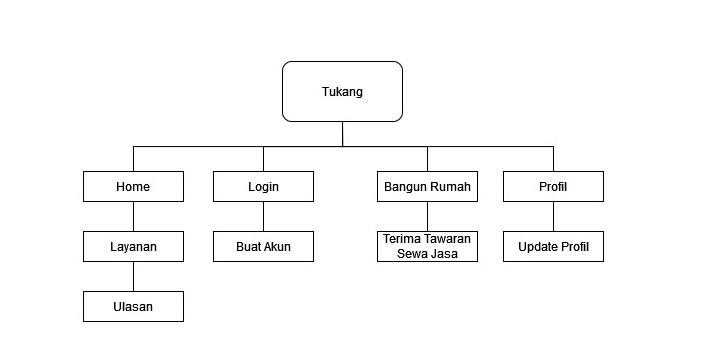 Tukang
Home
Login
Bangun Rumah
Profil
Layanan
Buat Akun
Terima Tawaran
Sewa Jasa
Update Profil
Ulasan